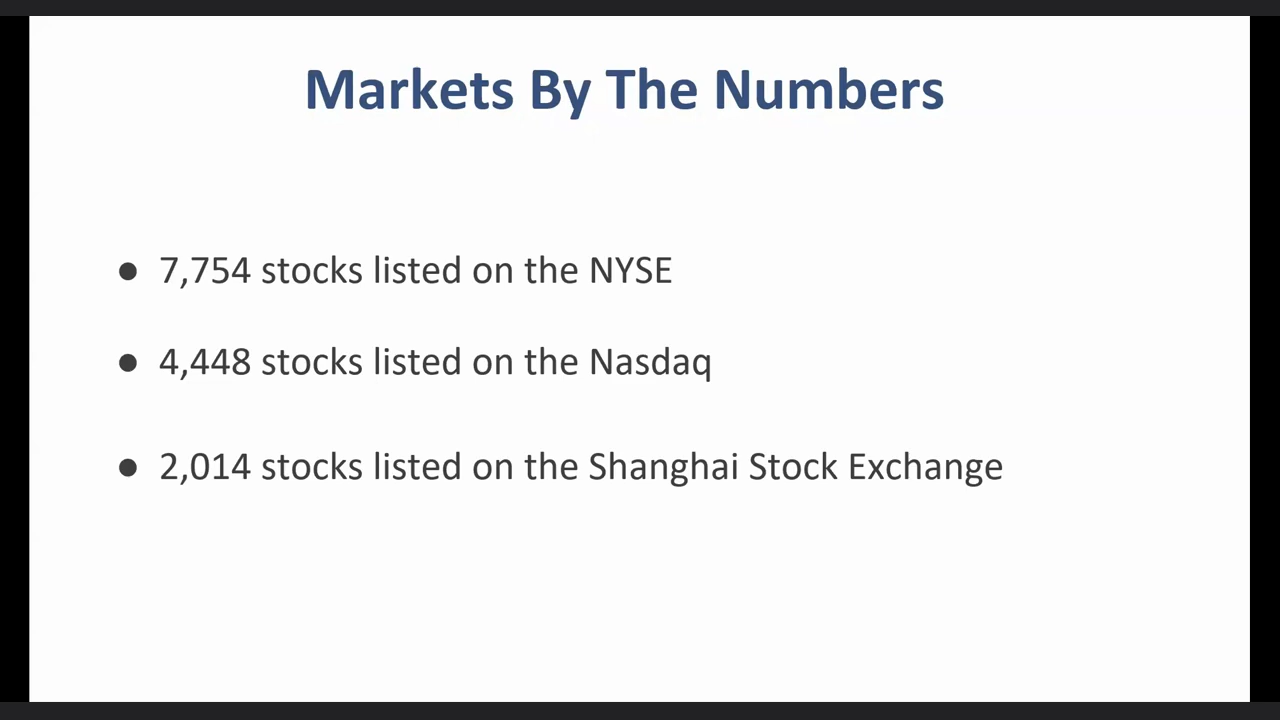 Markets By The Numbers
● 7,754 stocks listed on the NYSE
● 4,448 stocks listed on the Nasdaq
● 2,014 stocks listed on the Shanghai Stock Exchange